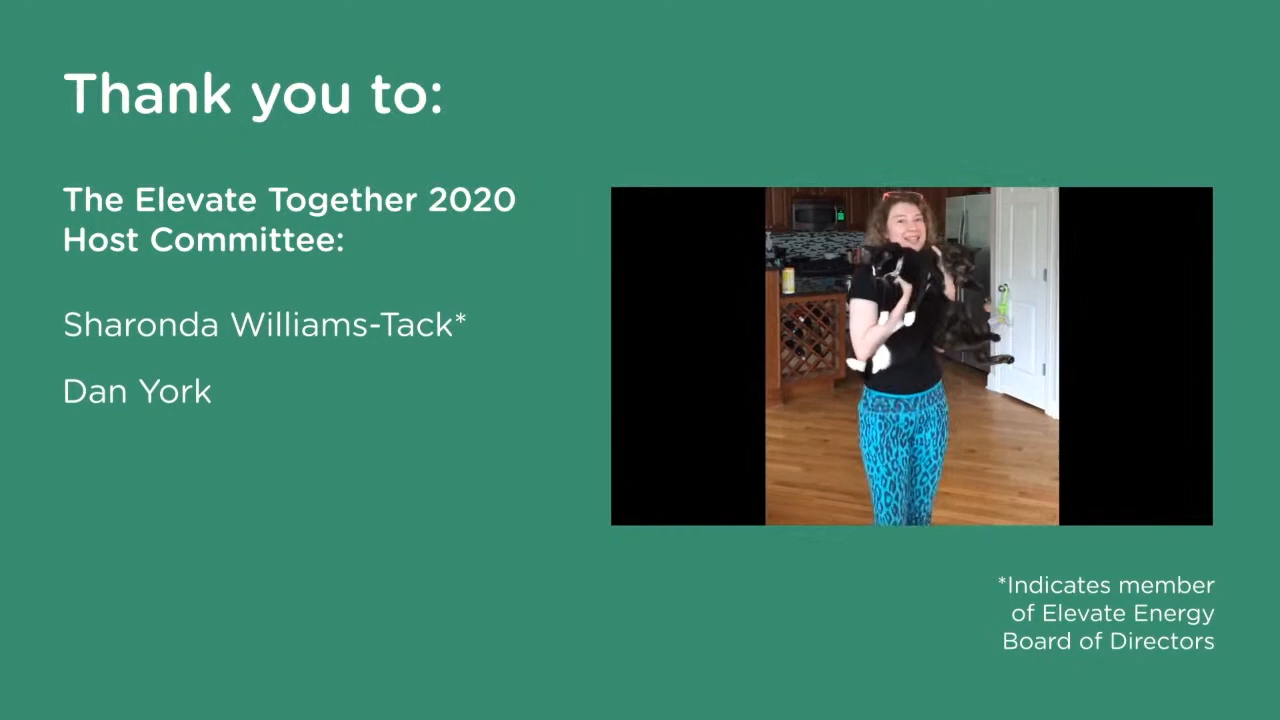 Thank you to:
The Elevate Together 2020
Host Committee:
Sharonda Williams-Tack*
Dan York
*Indicates member
of Elevate Energy
Board of Directors